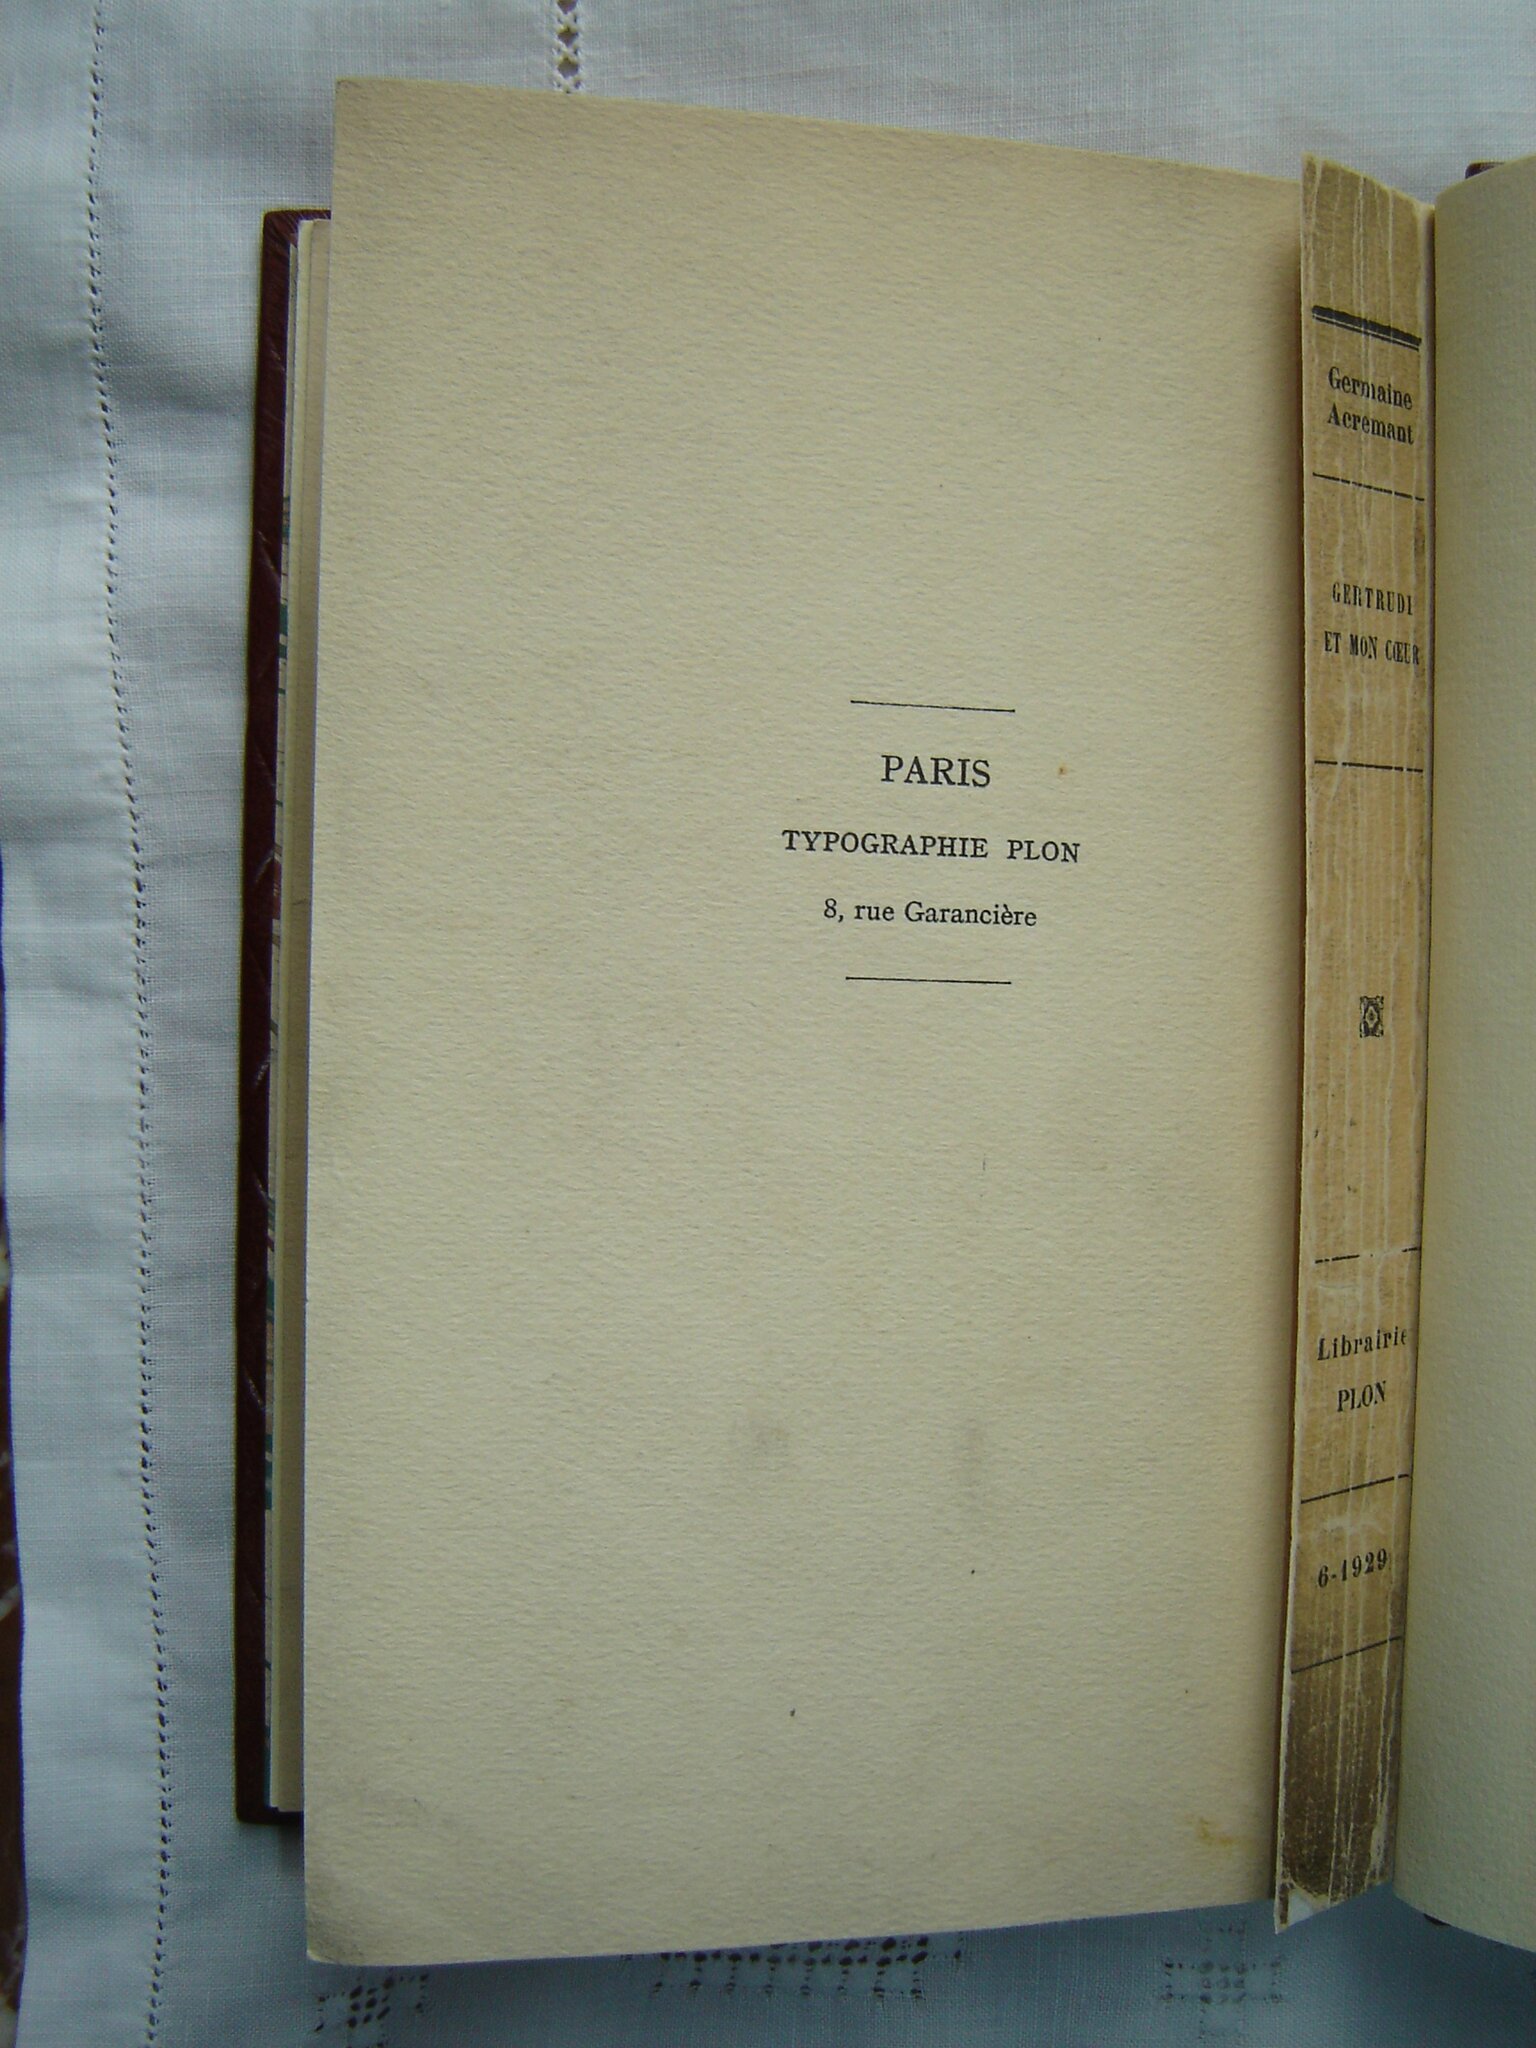 PARIS
TYPOGRAPHIE PLON
8, rue Garancière
Germaine
Acremant
GERTRUDE
ET MON CŒUR
Librairie
PLON
6-1929